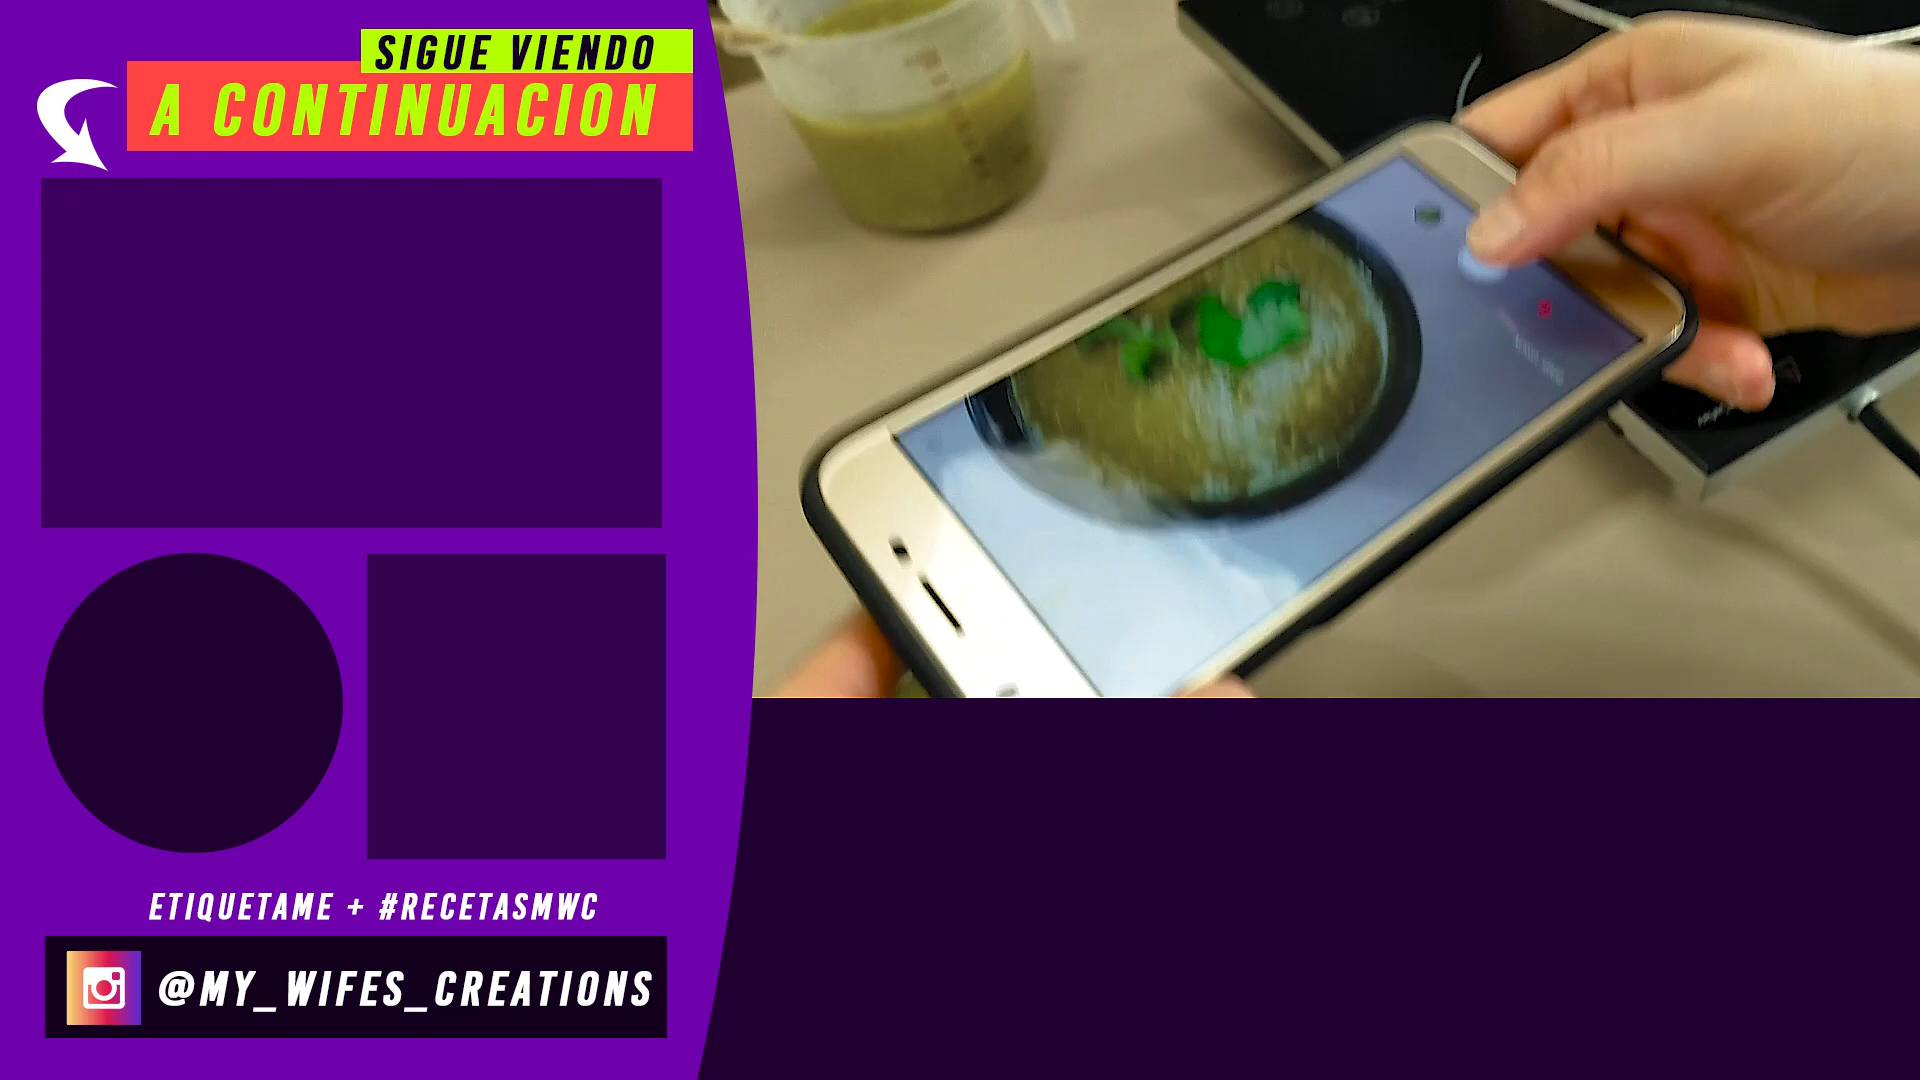 SIGUE VIENDO
A CONTINUACION
ETIQUETAME + #RECETASMWC
@MY_WIFES_CREATIONS